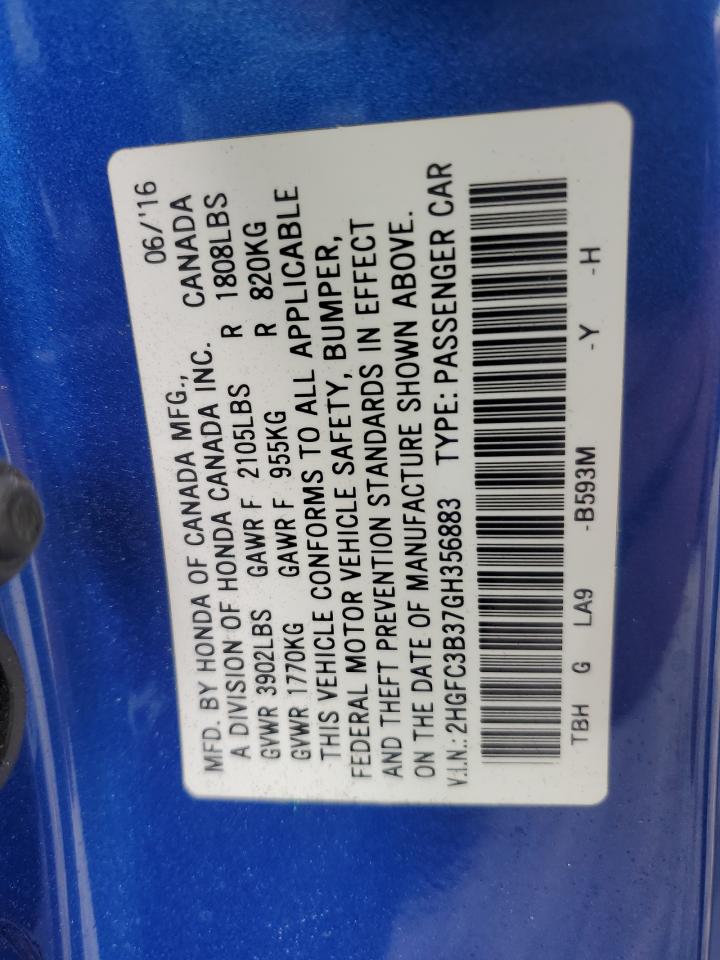 06/'16
MFD. BY HONDA OF CANADA MFG.,
A DIVISION OF HONDA CANADA INC. CANADA
GVWR 3902LBS GAWR F 2105LBS R 1808LBS
GVWR 1770KG GAWR F 955KG R 820KG
THIS VEHICLE CONFORMS TO ALL APPLICABLE
FEDERAL MOTOR VEHICLE SAFETY, BUMPER,
AND THEFT PREVENTION STANDARDS IN EFFECT
ON THE DATE OF MANUFACTURE SHOWN ABOVE.
V.I.N.: 2HGFC3B37GH356883 TYPE: PASSENGER CAR
TBH G LA9 -B593M -Y -H